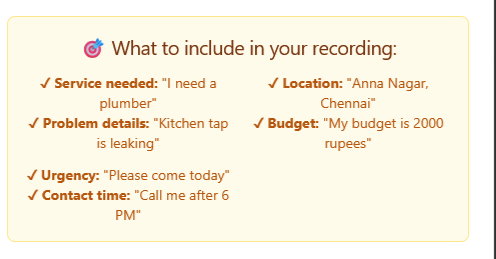 🎯 What to include in your recording:
✓ Service needed: "I need a
plumber"
✓ Problem details: "Kitchen tap
is leaking"
✓ Location: "Anna Nagar,
Chennai"
✓ Budget: "My budget is 2000
rupees"
✓ Urgency: "Please come today"
✓ Contact time: "Call me after 6
PM"